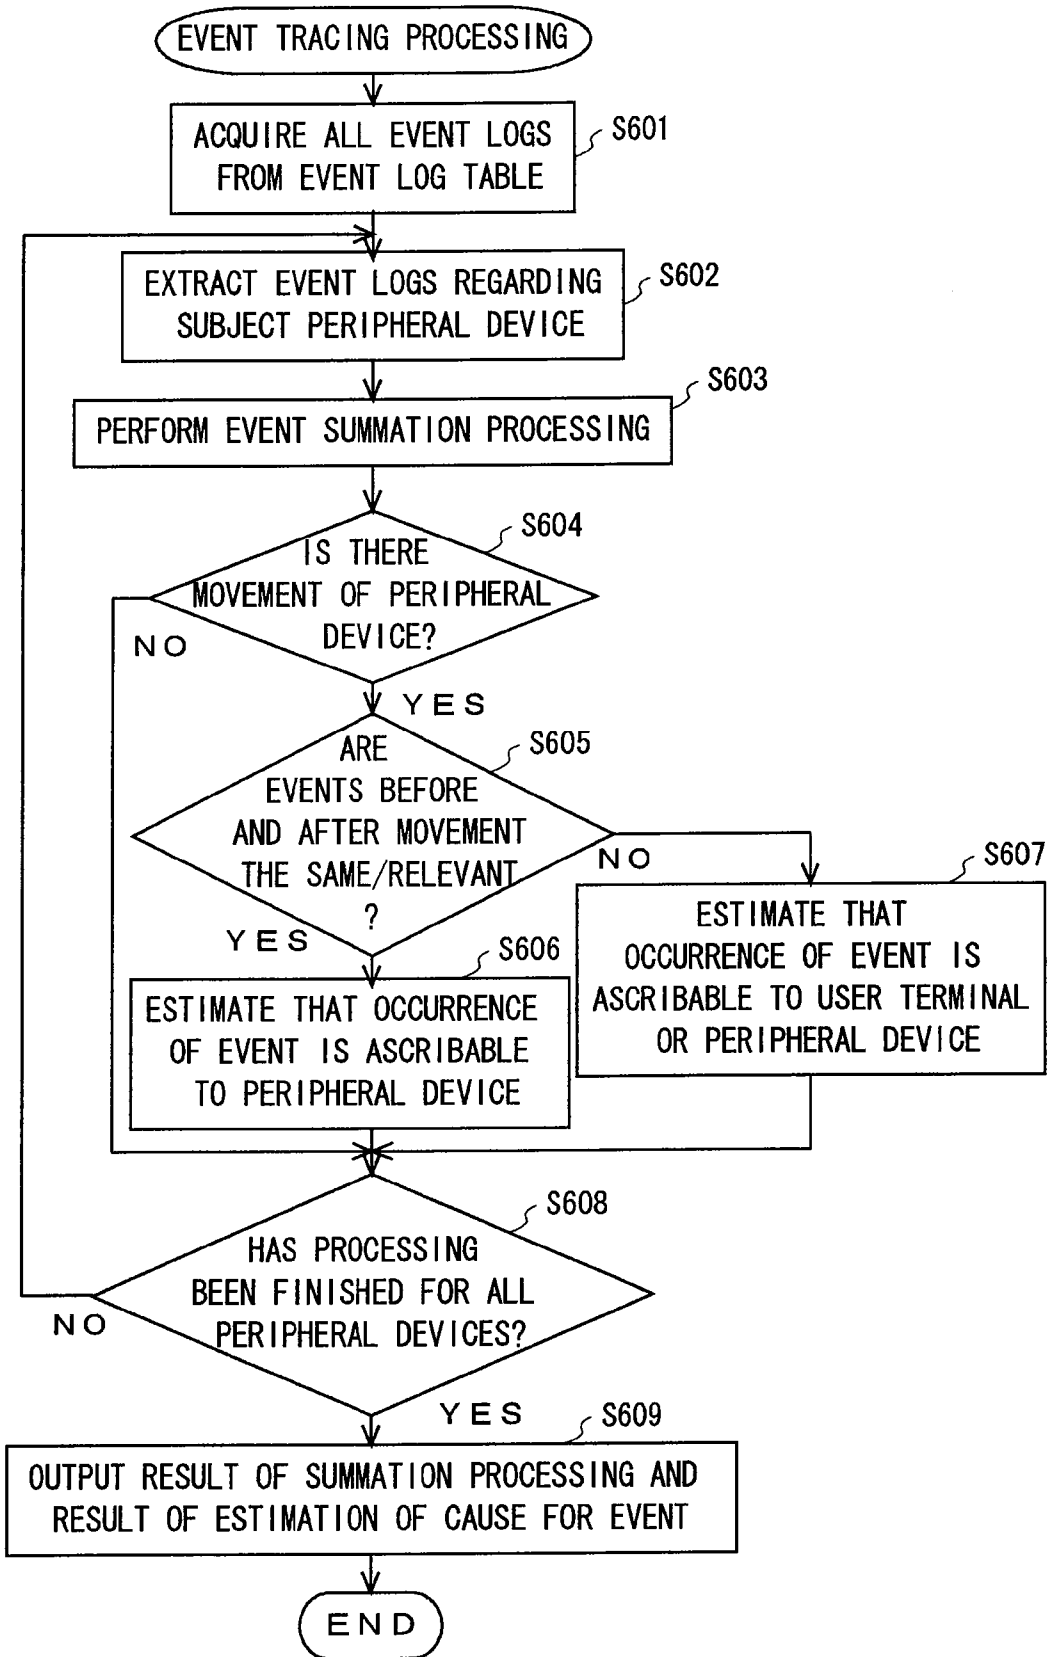 EVENT TRACING PROCESSING
ACQUIRE ALL EVENT LOGS
FROM EVENT LOG TABLE
S601
EXTRACT EVENT LOGS REGARDING
SUBJECT PERIPHERAL DEVICE
S602
PERFORM EVENT SUMMATION PROCESSING
S603
IS THERE
MOVEMENT OF PERIPHERAL
DEVICE?
S604
NO
YES
ARE
EVENTS BEFORE
AND AFTER MOVEMENT
THE SAME/RELEVANT
?
S605
NO
YES
ESTIMATE THAT OCCURRENCE
OF EVENT IS ASCRIBABLE
TO PERIPHERAL DEVICE
S606
ESTIMATE THAT
OCCURRENCE OF EVENT IS
ASCRIBABLE TO USER TERMINAL
OR PERIPHERAL DEVICE
S607
HAS PROCESSING
BEEN FINISHED FOR ALL
PERIPHERAL DEVICES?
S608
NO
YES
OUTPUT RESULT OF SUMMATION PROCESSING AND
RESULT OF ESTIMATION OF CAUSE FOR EVENT
S609
END